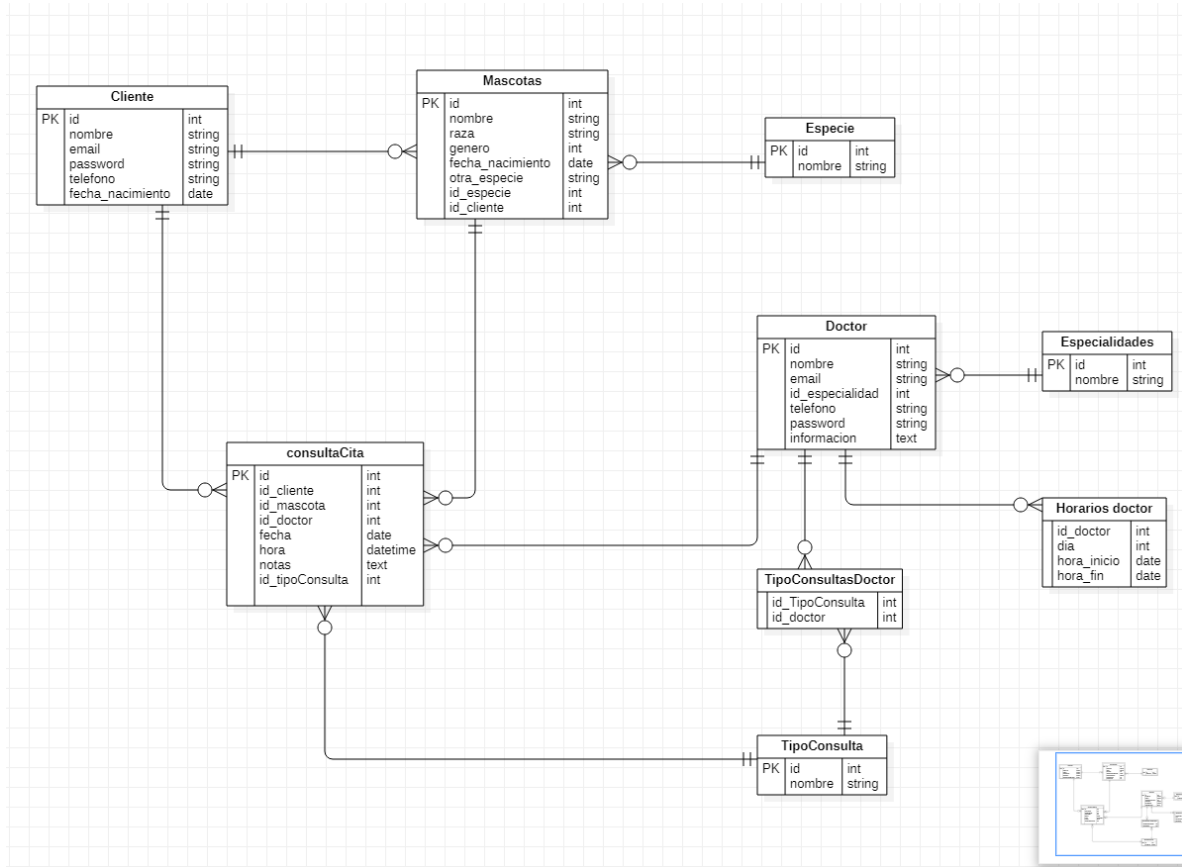 Cliente
PK id int
nombre string
email string
password string
telefono string
fecha_nacimiento date
Mascotas
PK id int
nombre string
raza string
genero int
fecha_nacimiento date
otra_especie string
id_especie int
id_cliente int
Especie
PK id int
nombre string
Doctor
PK id int
nombre string
email string
id_especialidad int
telefono string
password string
informacion text
Especialidades
PK id int
nombre string
consultaCita
PK id int
id_cliente int
id_mascota int
id_doctor int
fecha date
hora datetime
notas text
id_tipoConsulta int
Horarios doctor
id_doctor int
dia int
hora_inicio date
hora_fin date
TipoConsultasDoctor
id_TipoConsulta int
id_doctor int
TipoConsulta
PK id int
nombre string